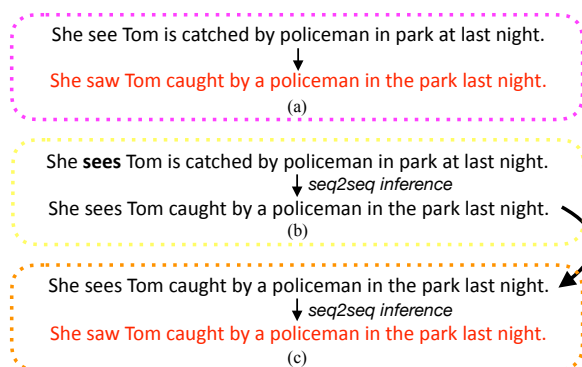 She see Tom is catched by policeman in park at last night.
She saw Tom caught by a policeman in the park last night.
(a)
She sees Tom is catched by policeman in park at last night.
seq2seq inference
She sees Tom caught by a policeman in the park last night.
(b)
She sees Tom caught by a policeman in the park last night.
seq2seq inference
She saw Tom caught by a policeman in the park last night.
(c)